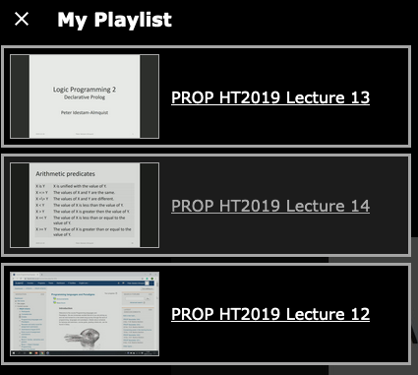 My Playlist
Logic Programming 2
Declarative Prolog
Peter Idestam-Almquist
PROP HT2019 Lecture 13
Arithmetic predicates
X is Y X is unified with the value of Y.
The values of X and Y are the same.
The values of X and Y are different.
X < Y The value of X is less than the value of Y.
X > Y The value of X is greater than the value of Y.
The value of X is less than or equal to the
value of Y.
X >= Y The value of X is greater than or equal to the
value of Y.
PROP HT2019 Lecture 14
PROP HT2019 Lecture 12